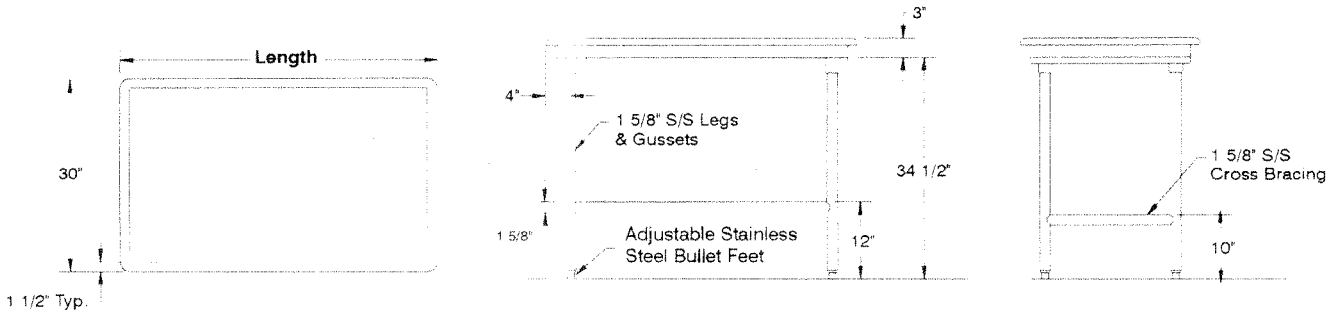 Length
30"
1 1/2" Typ.
3"
4"
1 5/8" S/S Legs
& Gussets
34 1/2"
1 5/8"
Adjustable Stainless
Steel Bullet Feet
12"
1 5/8" S/S
Cross Bracing
10"